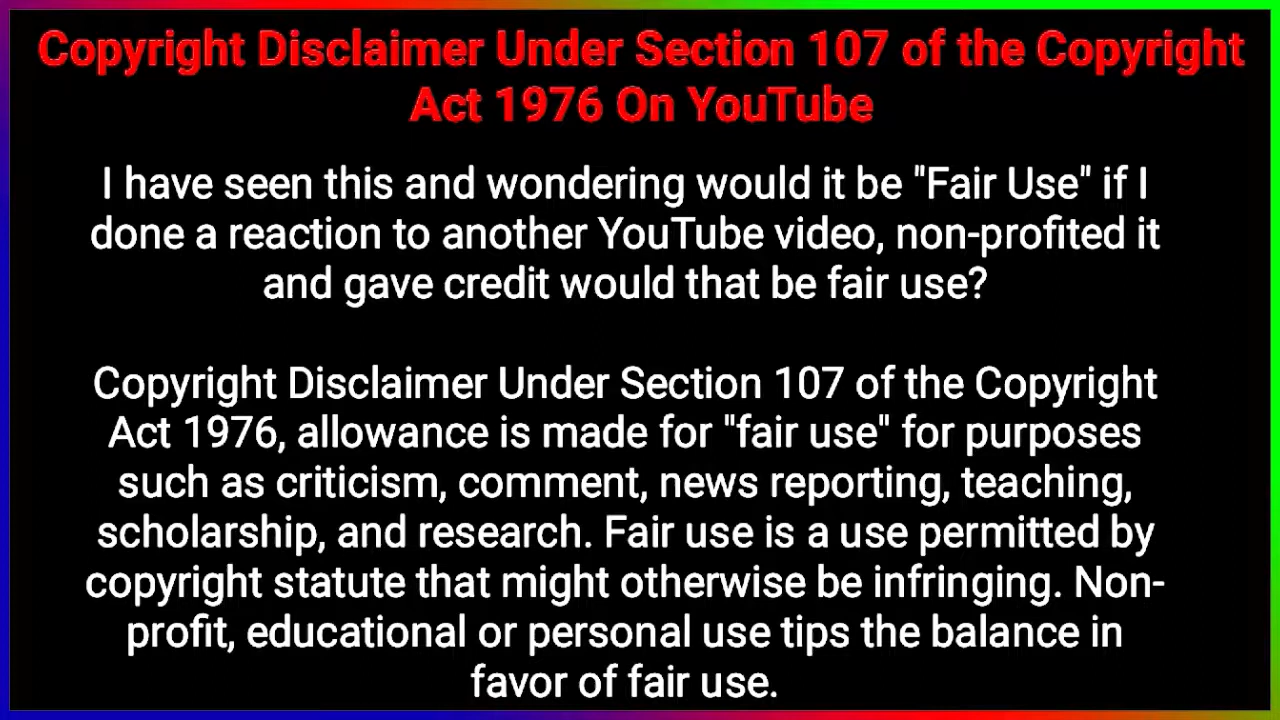 Copyright Disclaimer Under Section 107 of the Copyright
Act 1976 On YouTube
I have seen this and wondering would it be "Fair Use" if I
done a reaction to another YouTube video, non-profited it
and gave credit would that be fair use?
Copyright Disclaimer Under Section 107 of the Copyright
Act 1976, allowance is made for "fair use" for purposes
such as criticism, comment, news reporting, teaching,
scholarship, and research. Fair use is a use permitted by
copyright statute that might otherwise be infringing. Non-
profit, educational or personal use tips the balance in
favor of fair use.